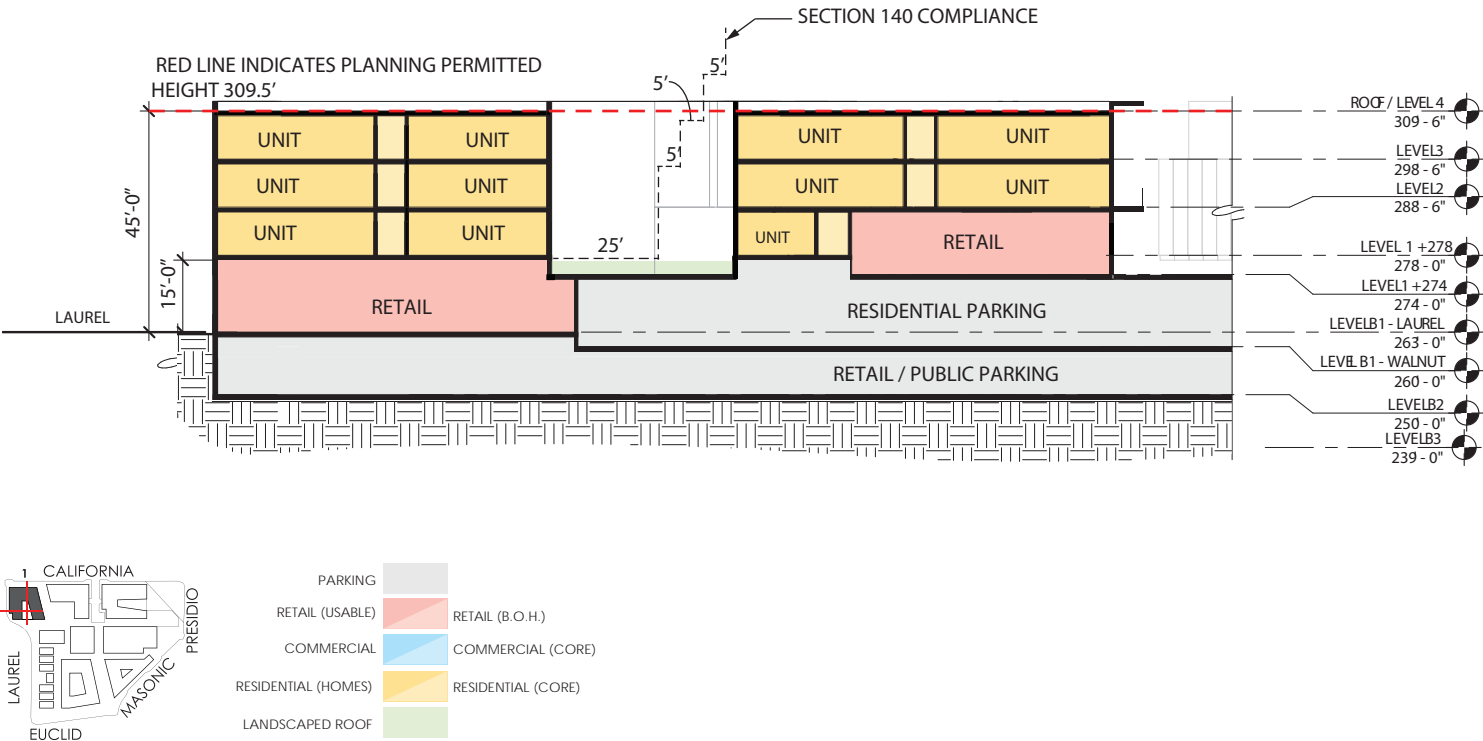 SECTION 140 COMPLIANCE
RED LINE INDICATES PLANNING PERMITTED
HEIGHT 309.5'
5'
5'
5'
25'
45'-0"
15'-0"
LAUREL
UNIT UNIT UNIT UNIT
UNIT UNIT UNIT UNIT
UNIT UNIT UNIT RETAIL
RETAIL
RESIDENTIAL PARKING
RETAIL / PUBLIC PARKING
ROOF / LEVEL 4
309 - 6"
LEVEL3
298 - 6"
LEVEL2
288 - 6"
LEVEL 1 +278
278 - 0"
LEVEL1 +274
274 - 0"
LEVELB1 - LAUREL
263 - 0"
LEVEL B1 - WALNUT
260 - 0"
LEVELB2
250 - 0"
LEVELB3
239 - 0"
1
CALIFORNIA
PRESIDIO
MASONIC
LAUREL
EUCLID
PARKING
RETAIL (USABLE) RETAIL (B.O.H.)
COMMERCIAL COMMERCIAL (CORE)
RESIDENTIAL (HOMES) RESIDENTIAL (CORE)
LANDSCAPED ROOF